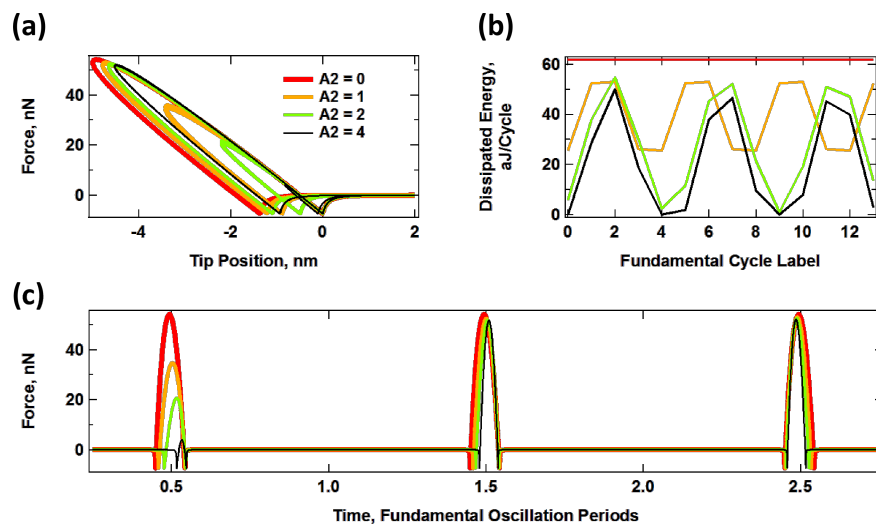 (a)
Force, nN
40
20
0
A2 = 0
A2 = 1
A2 = 2
A2 = 4
-4
-2
0
2
Tip Position, nm
(b)
Dissipated Energy,
aJ/Cycle
60
40
20
0
0
2
4
6
8
10
12
Fundamental Cycle Label
(c)
Force, nN
40
20
0
0.5
1.0
1.5
2.0
2.5
Time, Fundamental Oscillation Periods